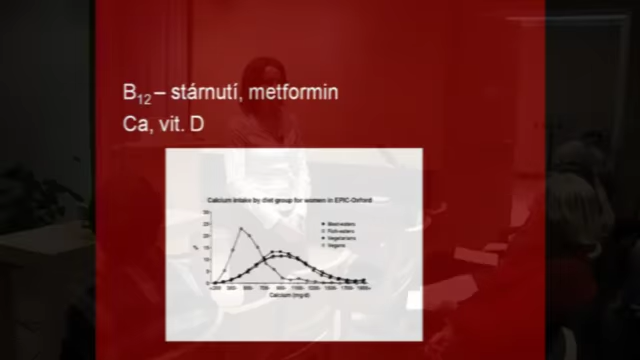 B12 – stárnutí, metformin
Ca, vit. D
Calcium intake by diet group for women in EPIC-Oxford
Meat-eaters
Fish-eaters
Vegetarians
Vegans
%
Calcium (mg/d)